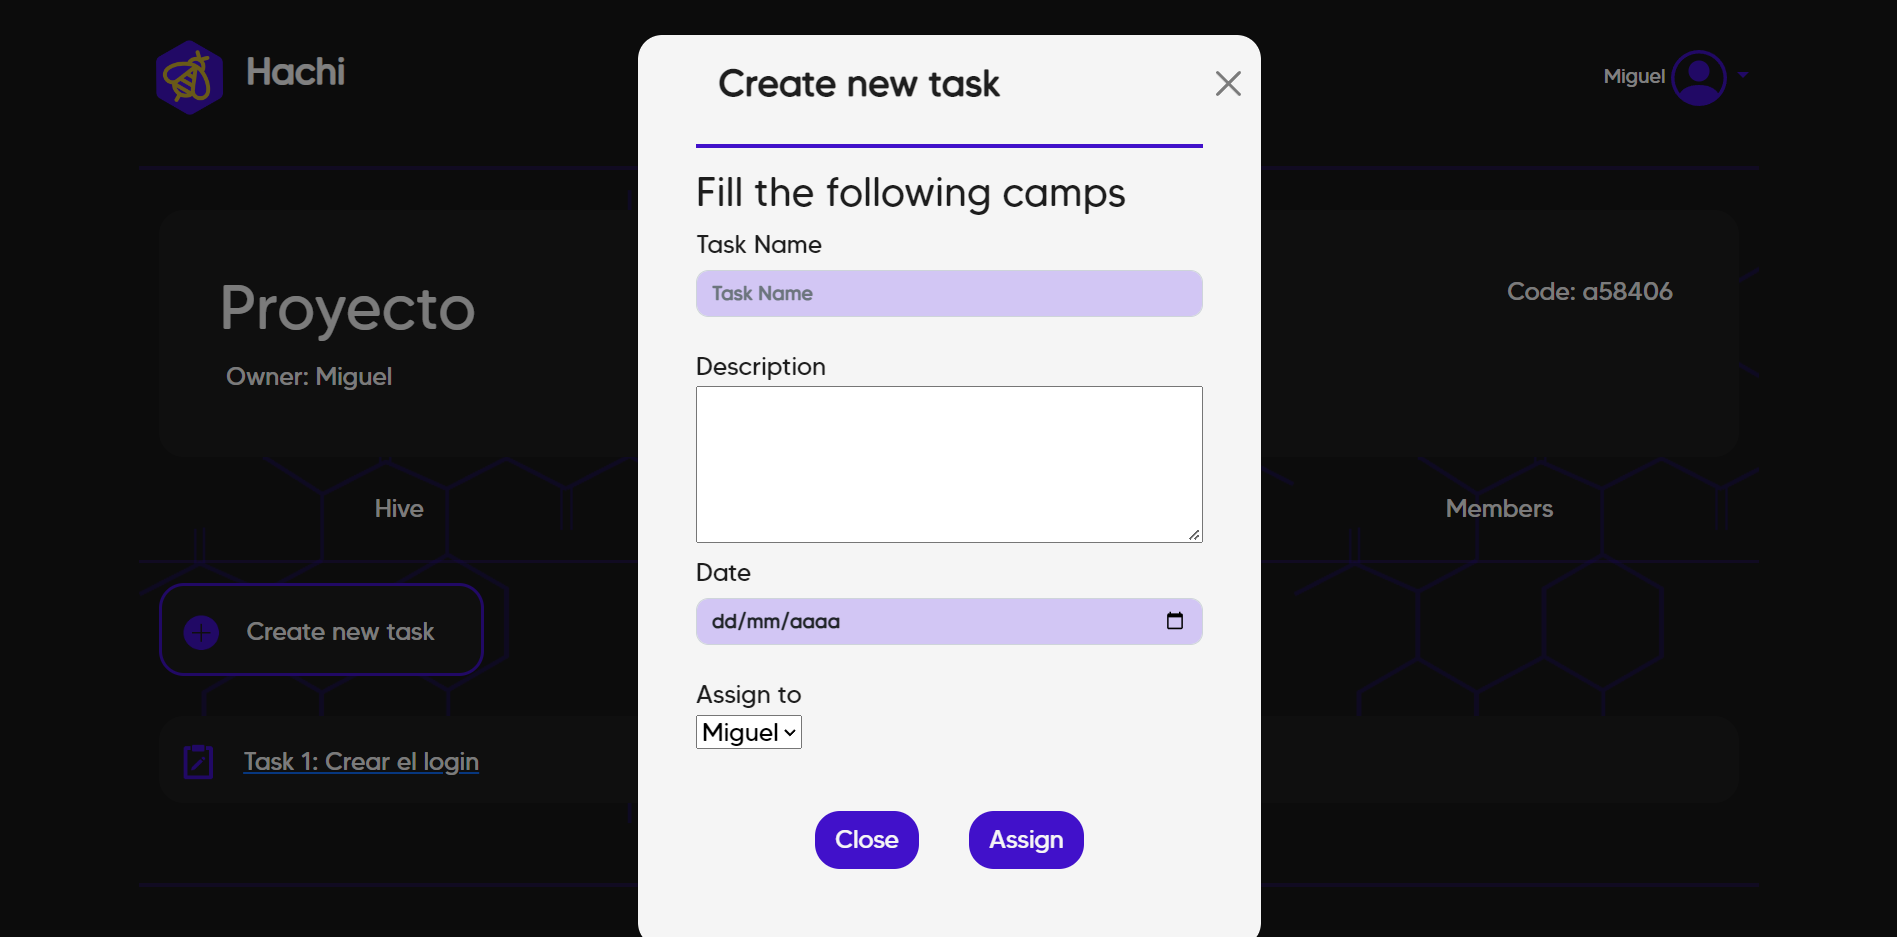 Hachi
Miguel
Create new task
Fill the following camps
Task Name
Task Name
Description
Date
dd/mm/aaaa
Assign to
Miguel
Close
Assign
Proyecto
Owner: Miguel
Code: a58406
Hive
Members
Create new task
Task 1: Crear el login